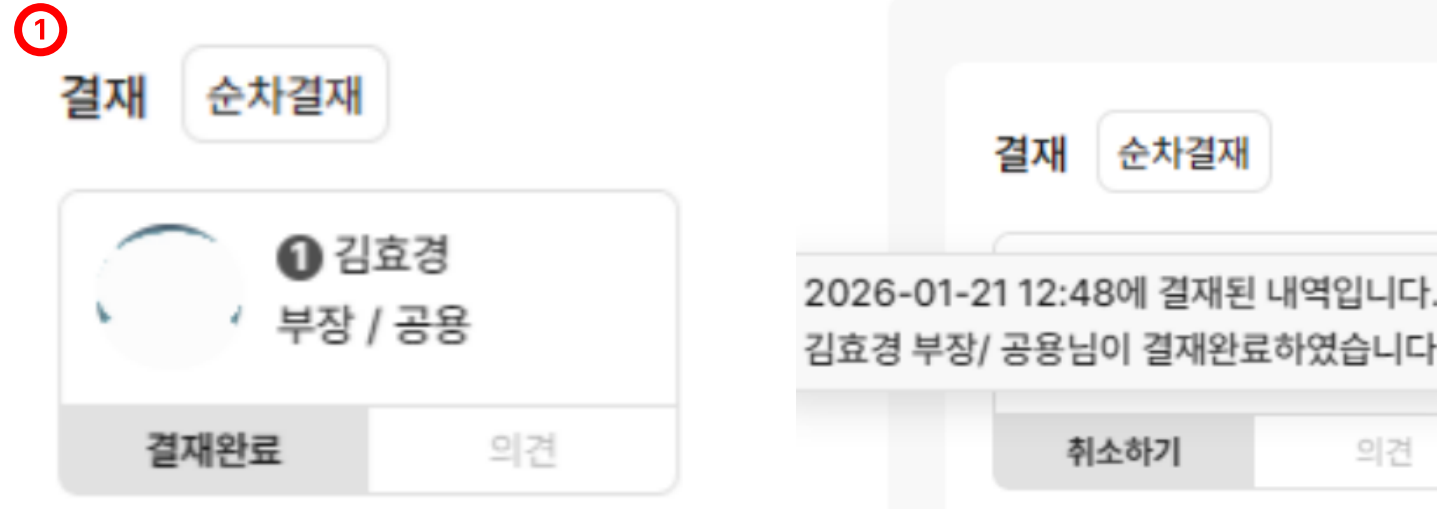 1
결재 순차결재
1 김효경
부장 / 공용
결재완료 의견
결재 순차결재
2026-01-21 12:48에 결재된 내역입니다.
김효경 부장/ 공용님이 결재완료하였습니다
취소하기 의견